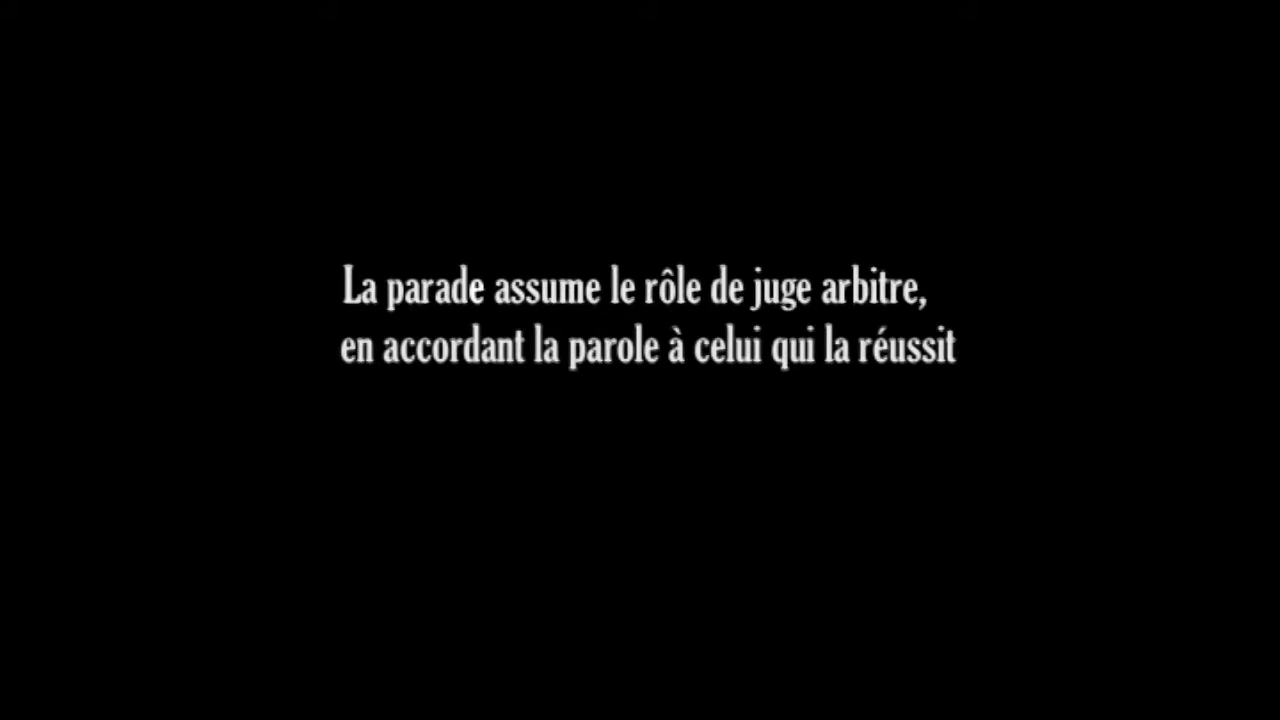 La parade assume le rôle de juge arbitre,
en accordant la parole à celui qui la réussit